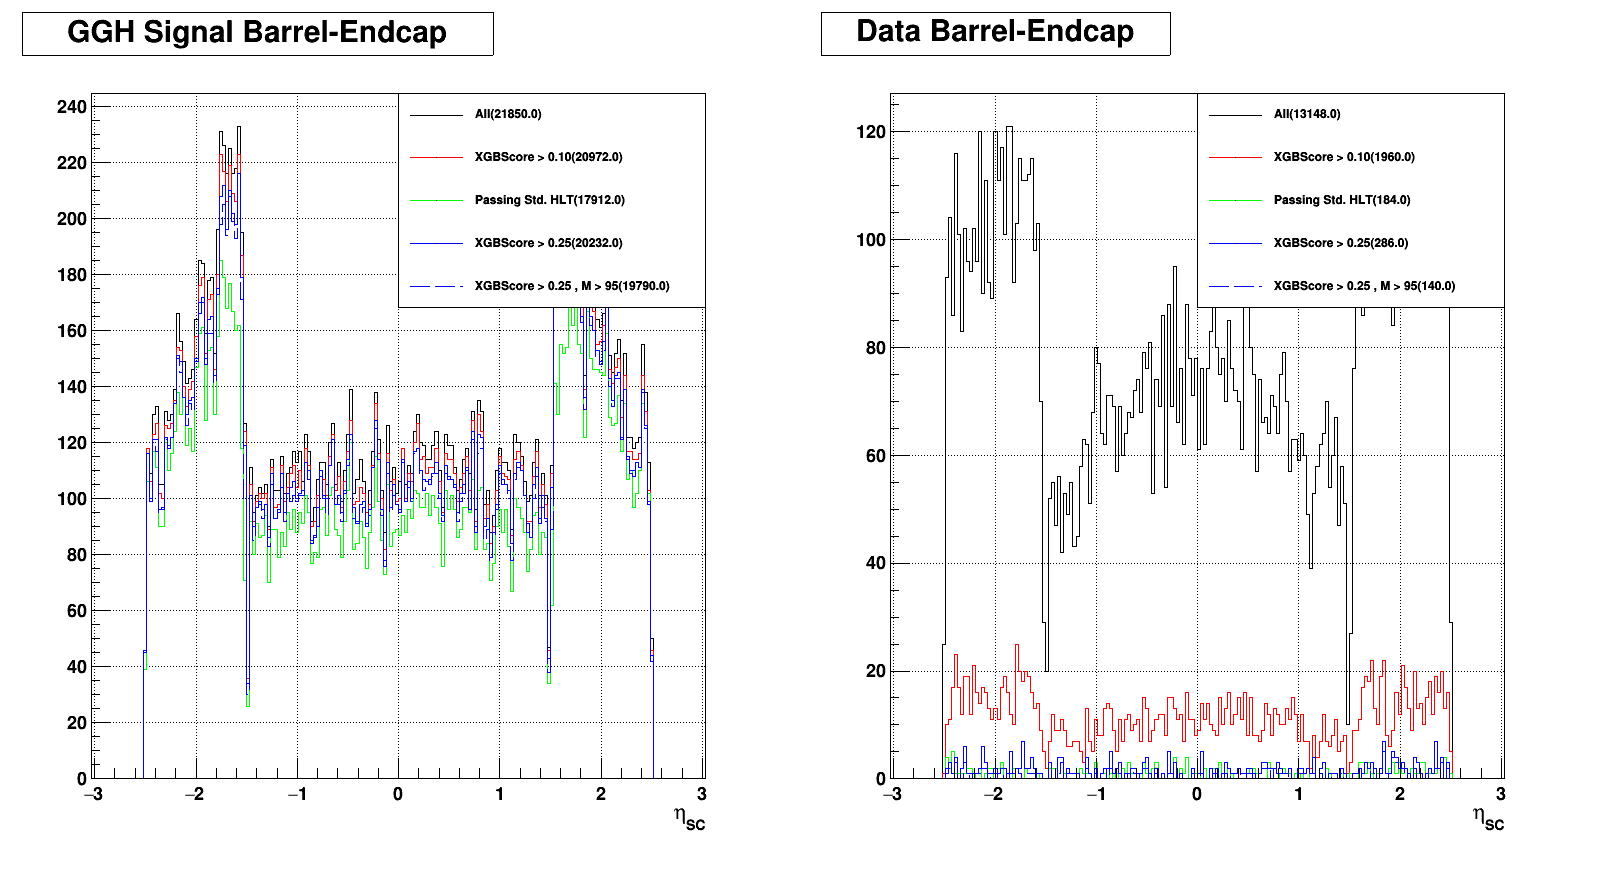 GGH Signal Barrel-Endcap
240
220
200
180
160
140
120
100
80
60
40
20
0
−3
−2
−1
0
1
2
3
ηSC
All(21850.0)
XGBScore > 0.10(20972.0)
Passing Std. HLT(17912.0)
XGBScore > 0.25(20232.0)
XGBScore > 0.25 , M > 95(19790.0)
Data Barrel-Endcap
120
100
80
60
40
20
0
−3
−2
−1
0
1
2
3
ηSC
All(13148.0)
XGBScore > 0.10(1960.0)
Passing Std. HLT(184.0)
XGBScore > 0.25(286.0)
XGBScore > 0.25 , M > 95(140.0)